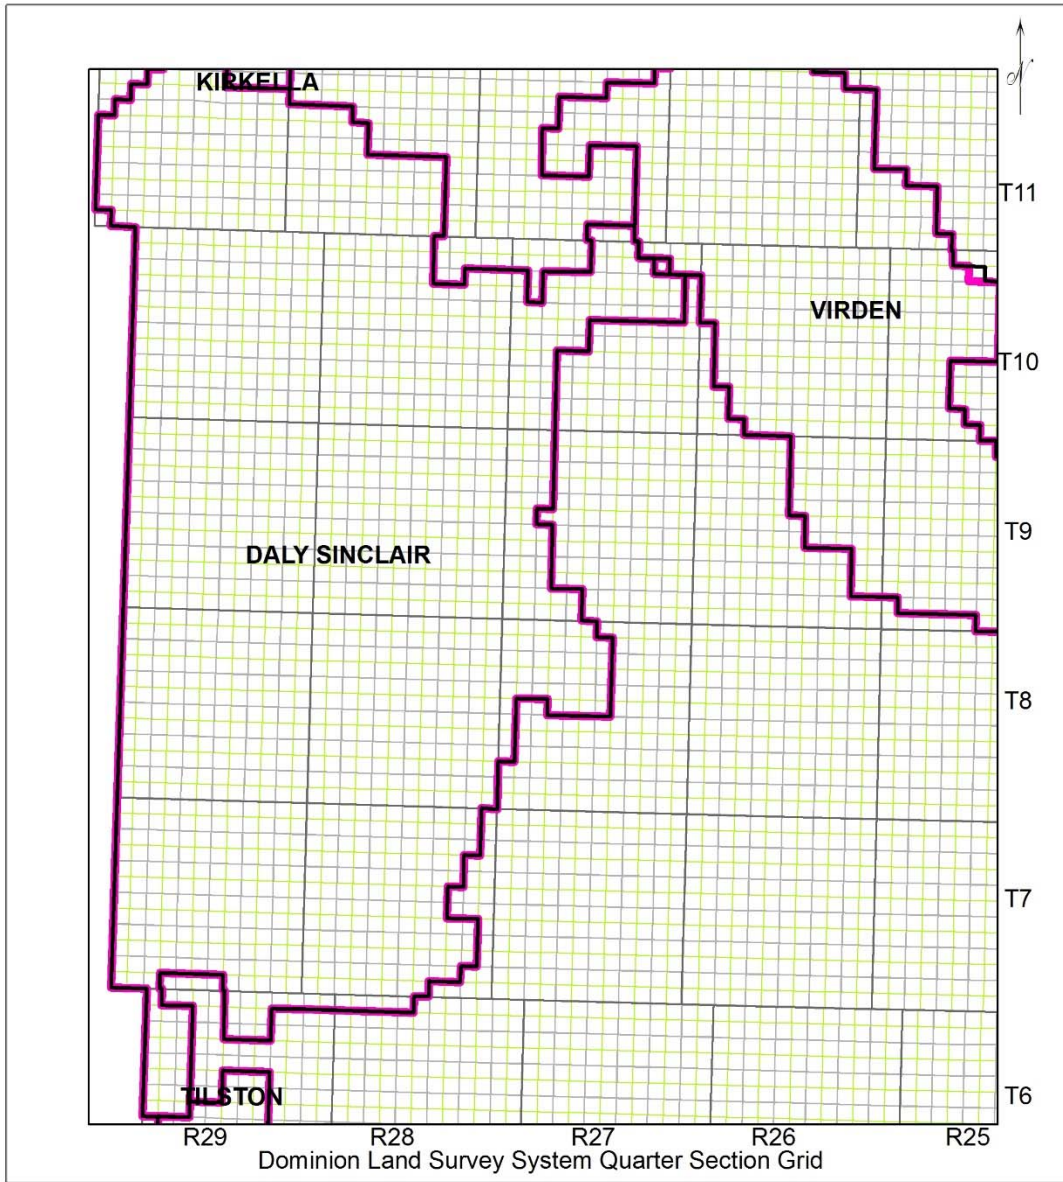 N
KIRKELLA
T11
VIRDEN
T10
T9
DALY SINCLAIR
T8
T7
TILSTON
T6
R29 R28 R27 R26 R25
Dominion Land Survey System Quarter Section Grid